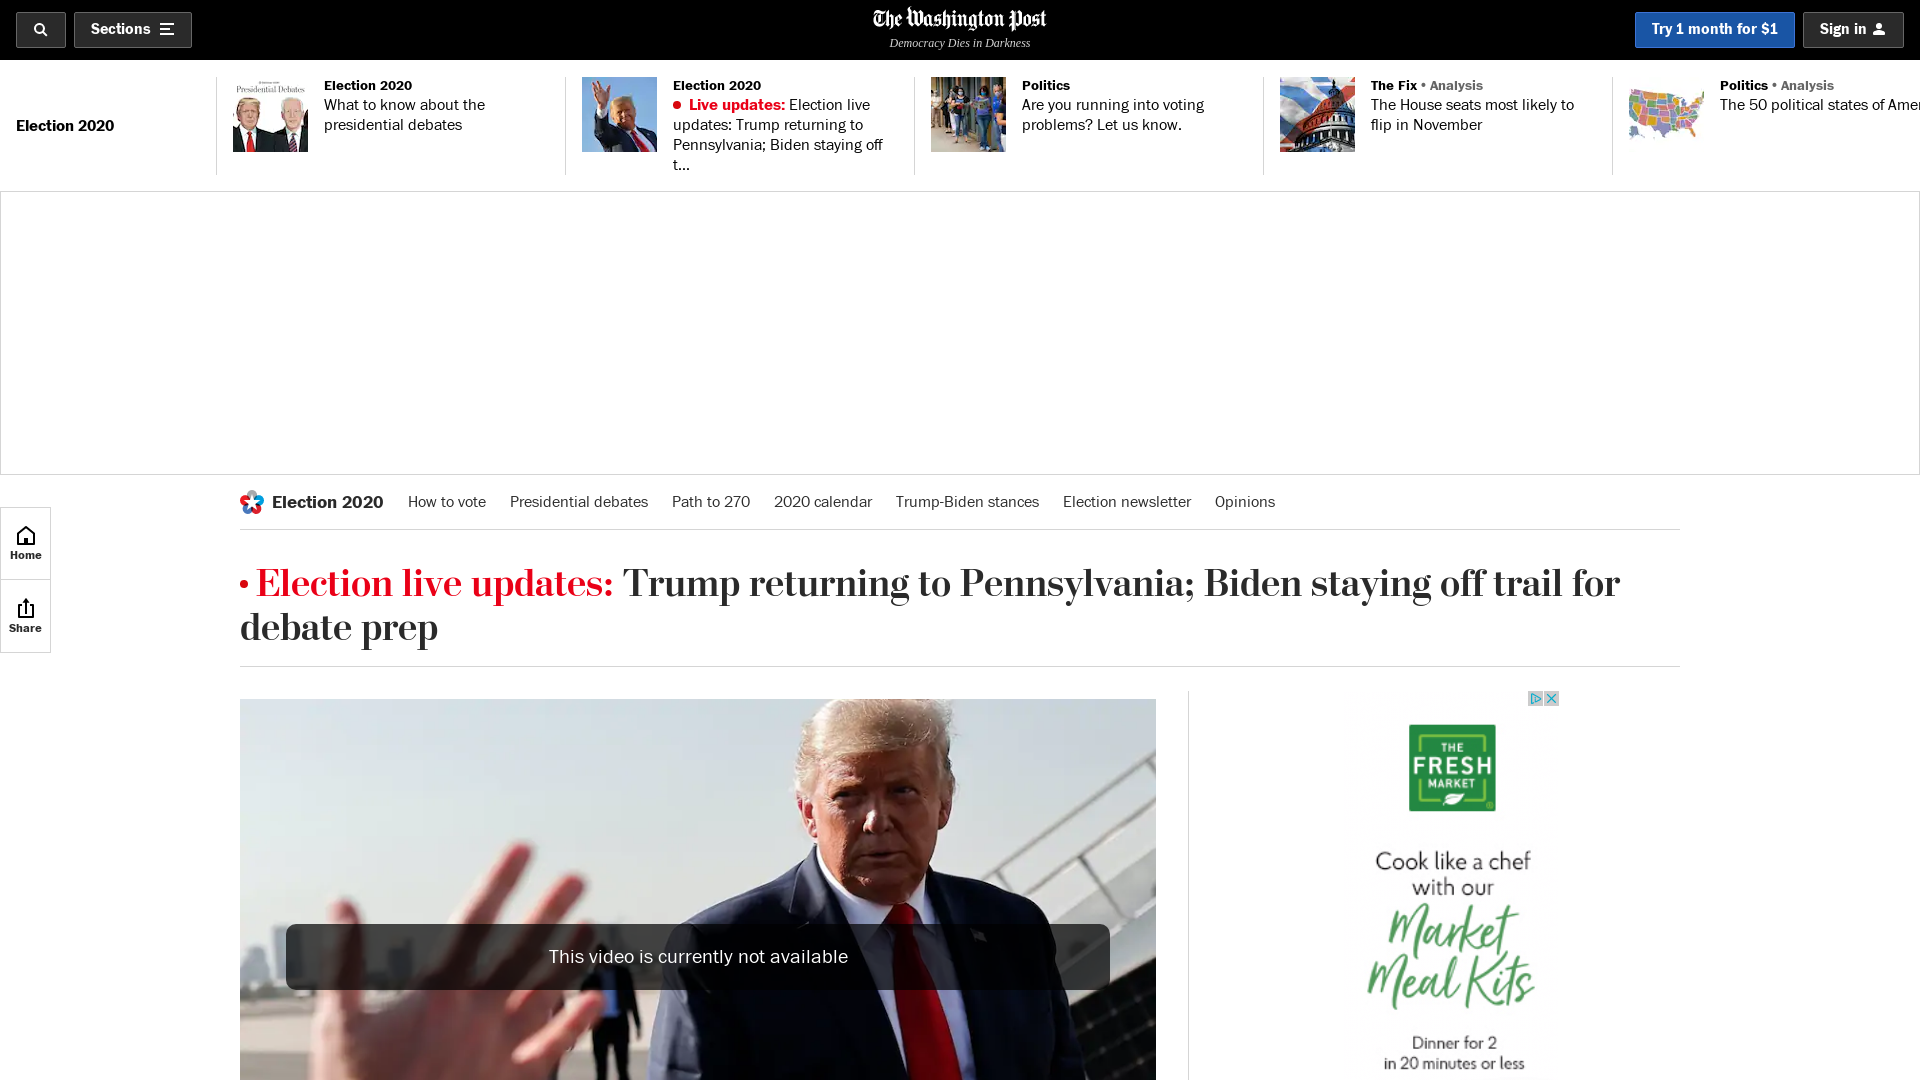 Sections
The Washington Post
Democracy Dies in Darkness
Try 1 month for $1
Sign in
Election 2020
Presidential Debates
Election 2020
What to know about the
presidential debates
Election 2020
Live updates: Election live
updates: Trump returning to
Pennsylvania; Biden staying off
t...
Politics
Are you running into voting
problems? Let us know.
The Fix • Analysis
The House seats most likely to
flip in November
Politics • Analysis
The 50 political states of Amer
Election 2020 How to vote Presidential debates Path to 270 2020 calendar Trump-Biden stances Election newsletter Opinions
Home
Share
Election live updates: Trump returning to Pennsylvania; Biden staying off trail for
debate prep
This video is currently not available
THE
FRESH
MARKET
Cook like a chef
with our
Market
Meal Kits
Dinner for 2
in 20 minutes or less